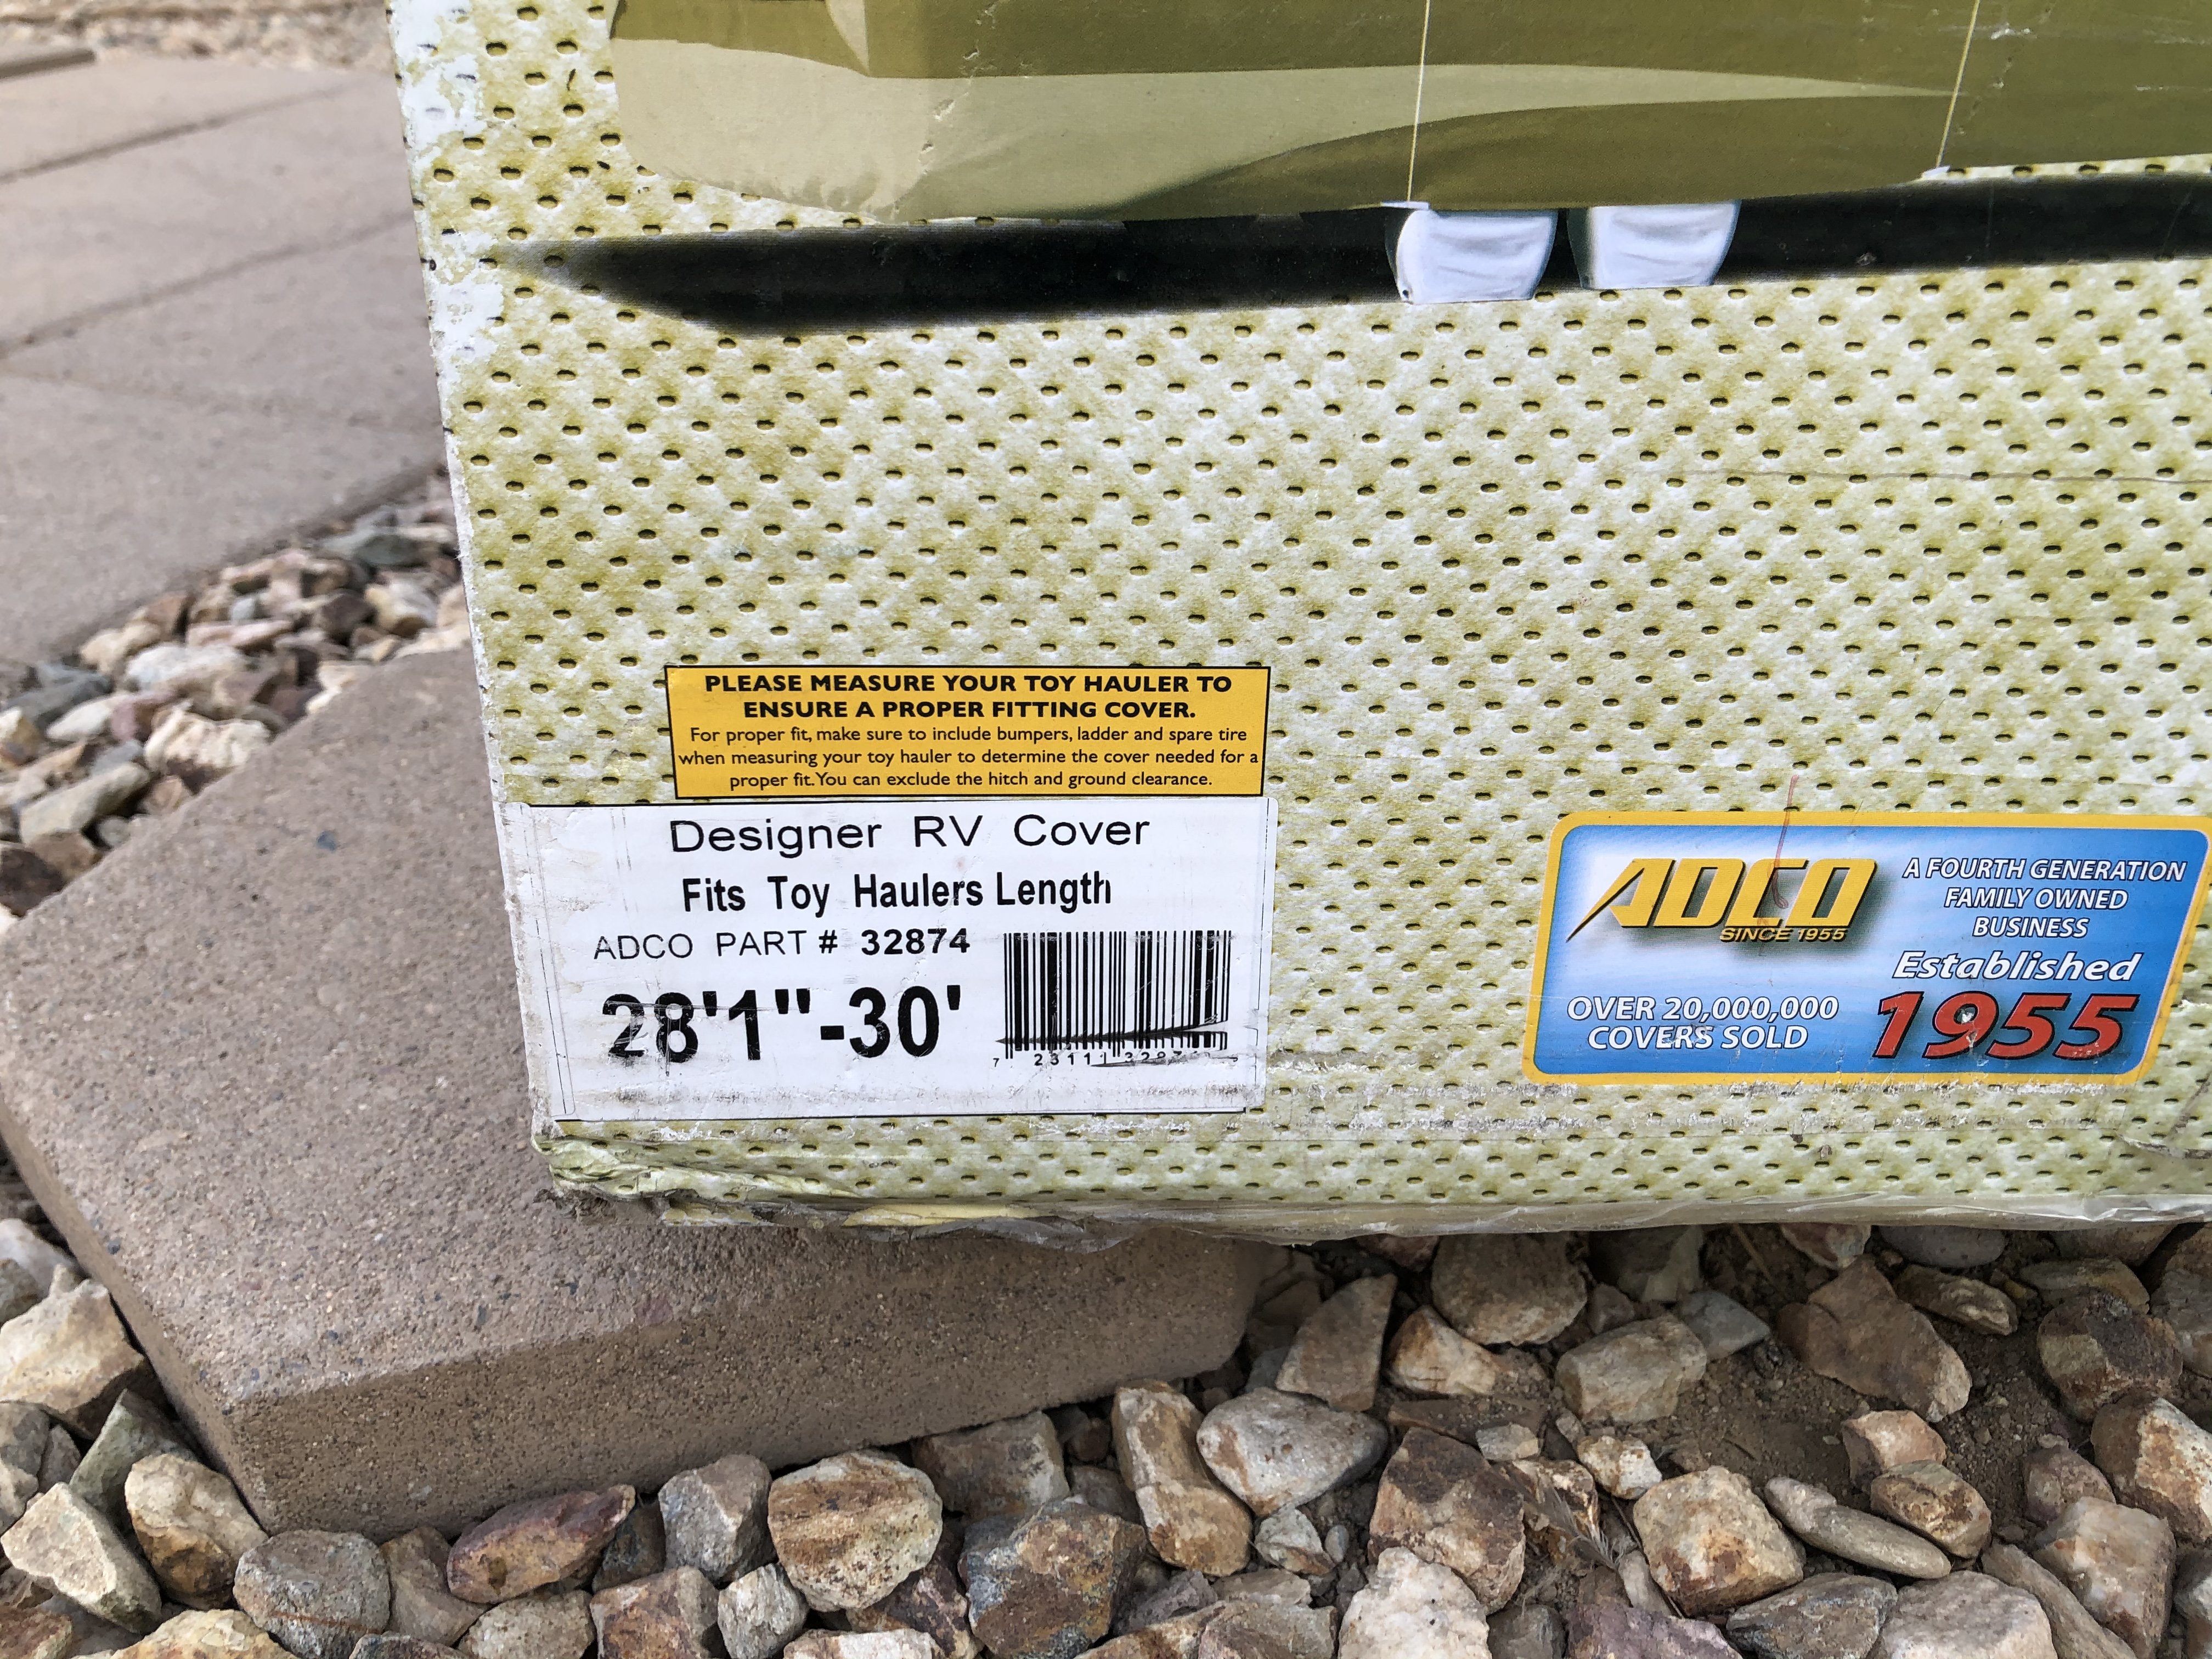 PLEASE MEASURE YOUR TOY HAULER TO
ENSURE A PROPER FITTING COVER.
For proper fit, make sure to include bumpers, ladder and spare tire
when measuring your toy hauler to determine the cover needed for a
proper fit. You can exclude the hitch and ground clearance.
Designer RV Cover
Fits Toy Haulers Length
ADCO PART # 32874
28'1"-30'
7 23111
ADCO
SINCE 1955
A FOURTH GENERATION
FAMILY OWNED
BUSINESS
Established
1955
OVER 20,000,000
COVERS SOLD